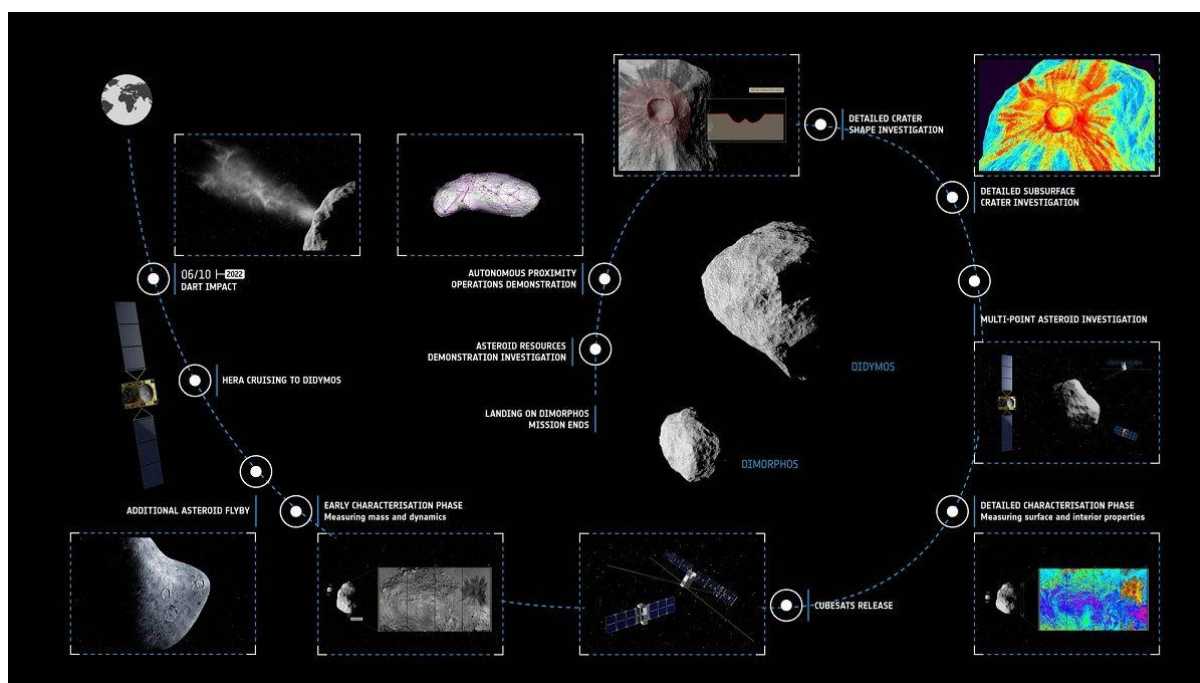 06/10 2022
DART IMPACT
HERA CRUISING TO DIDYMOS
ADDITIONAL ASTEROID FLYBY
EARLY CHARACTERISATION PHASE
Measuring mass and dynamics
CUBESATS RELEASE
DETAILED CHARACTERISATION PHASE
Measuring surface and interior properties
MULTI-POINT ASTEROID INVESTIGATION
DETAILED SUBSURFACE
CRATER INVESTIGATION
DETAILED CRATER
SHAPE INVESTIGATION
AUTONOMOUS PROXIMITY
OPERATIONS DEMONSTRATION
ASTEROID RESOURCES
DEMONSTRATION INVESTIGATION
LANDING ON DIMORPHOS
MISSION ENDS
DIDYMOS
DIMORPHOS